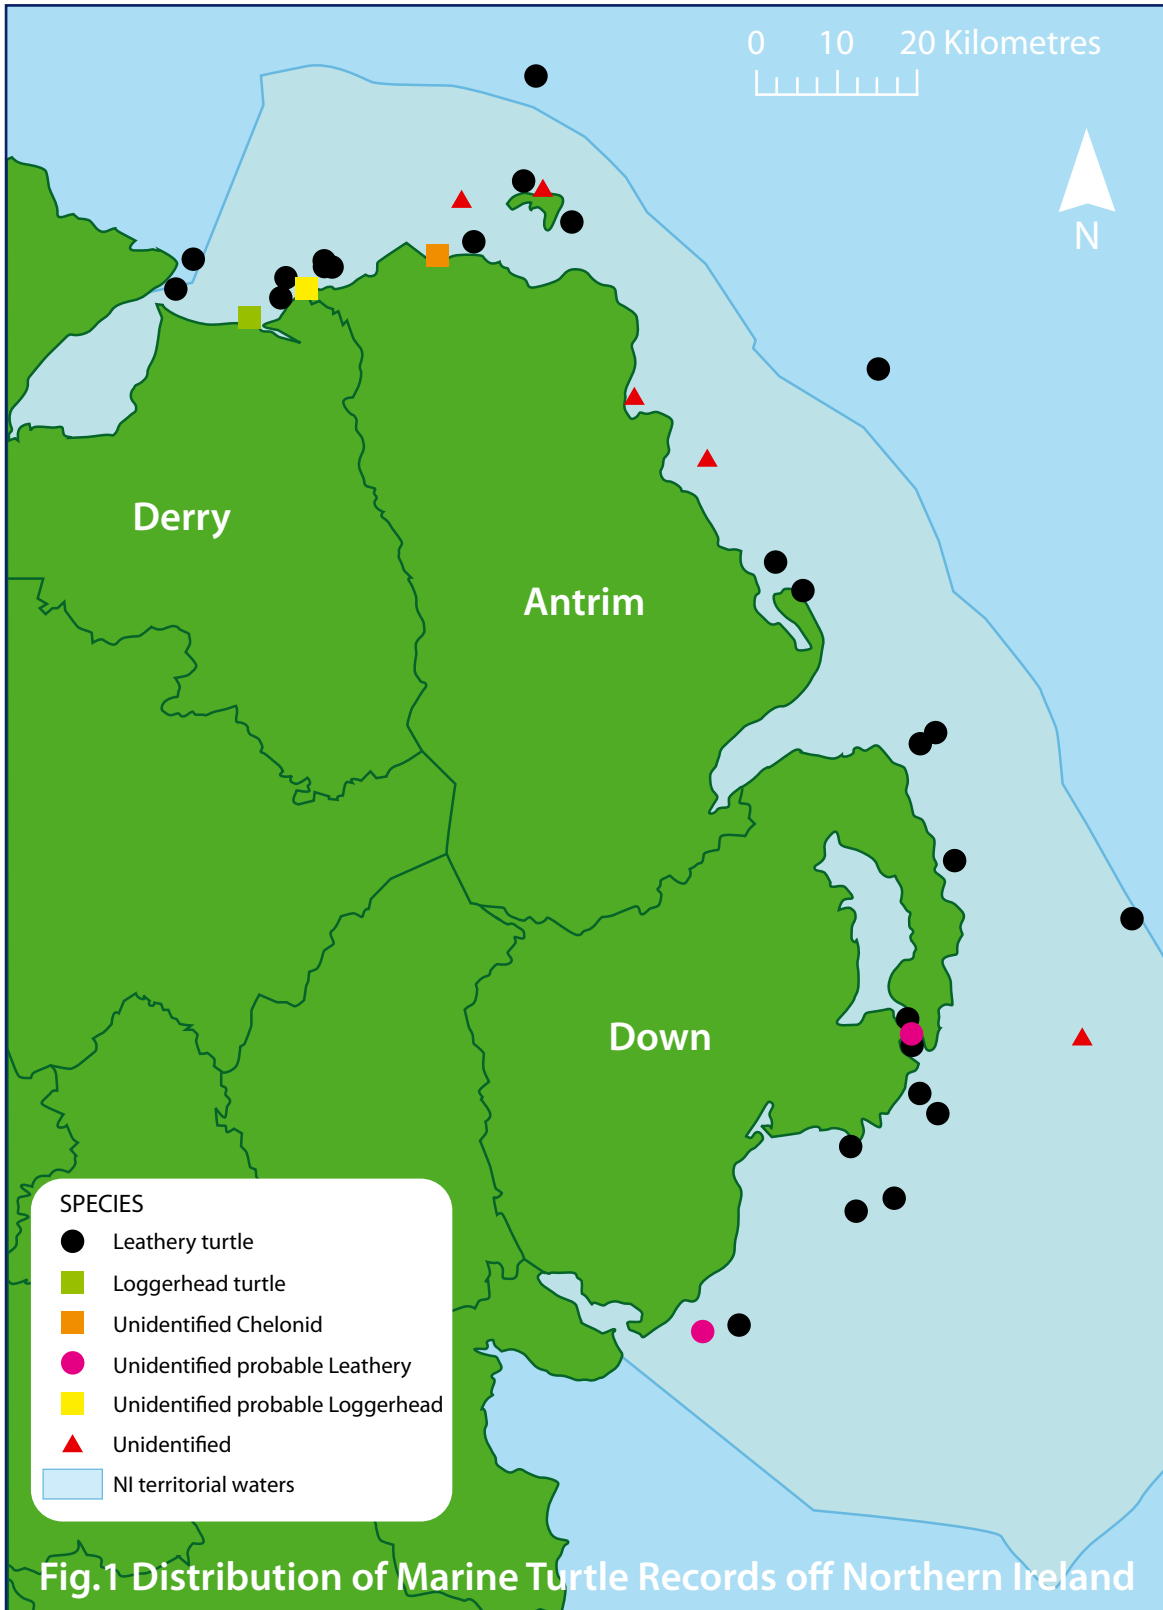 0 10 20 Kilometres
N
Derry
Antrim
Down
SPECIES
Leathery turtle
Loggerhead turtle
Unidentified Chelonid
Unidentified probable Leathery
Unidentified probable Loggerhead
Unidentified
NI territorial waters
Fig.1 Distribution of Marine Turtle Records off Northern Ireland